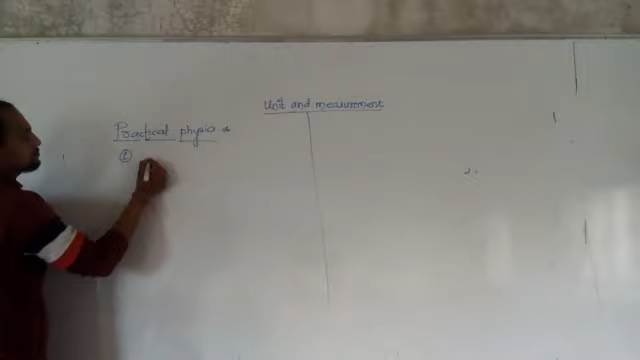 Unit and measurement
Practical physics
①